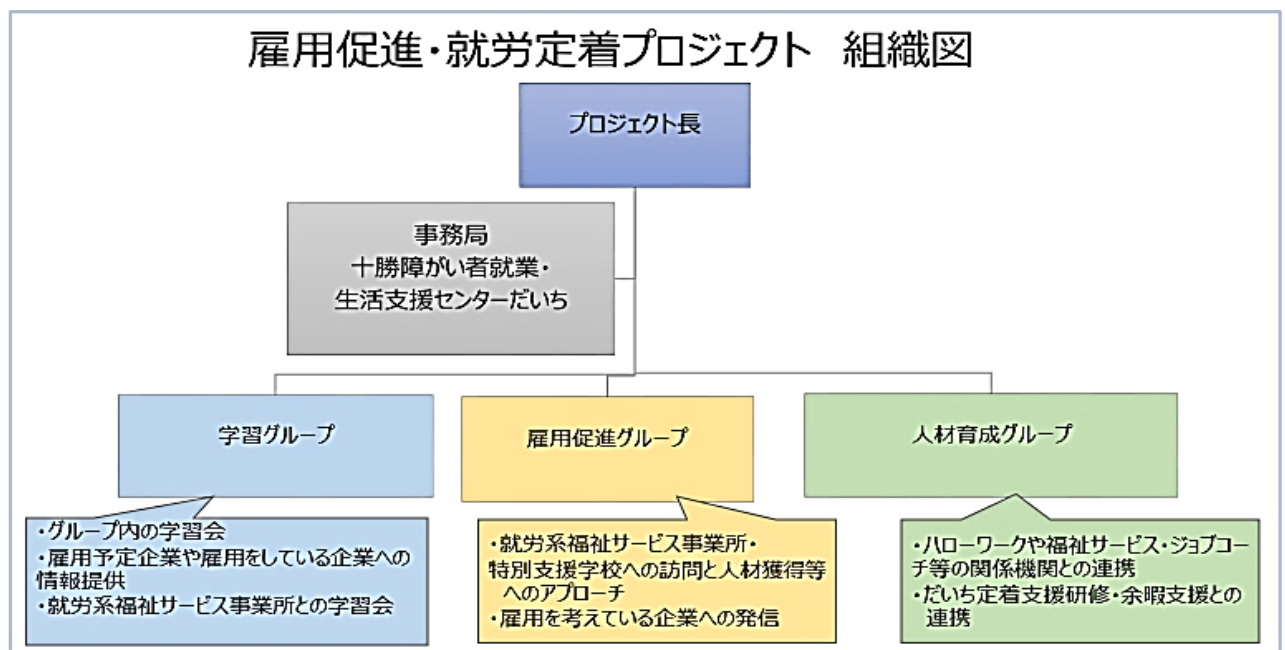 雇用促進・就労定着プロジェクト 組織図
プロジェクト長
事務局
十勝障がい者就業・
生活支援センターだいち
学習グループ
雇用促進グループ
人材育成グループ
・グループ内の学習会
・雇用予定企業や雇用をしている企業への
情報提供
・就労系福祉サービス事業所との学習会
・就労系福祉サービス事業所・
特別支援学校への訪問と人材獲得等
へのアプローチ
・雇用を考えている企業への発信
・ハローワークや福祉サービス・ジョブコー
チ等の関係機関との連携
・だいち定着支援研修・余暇支援との
連携